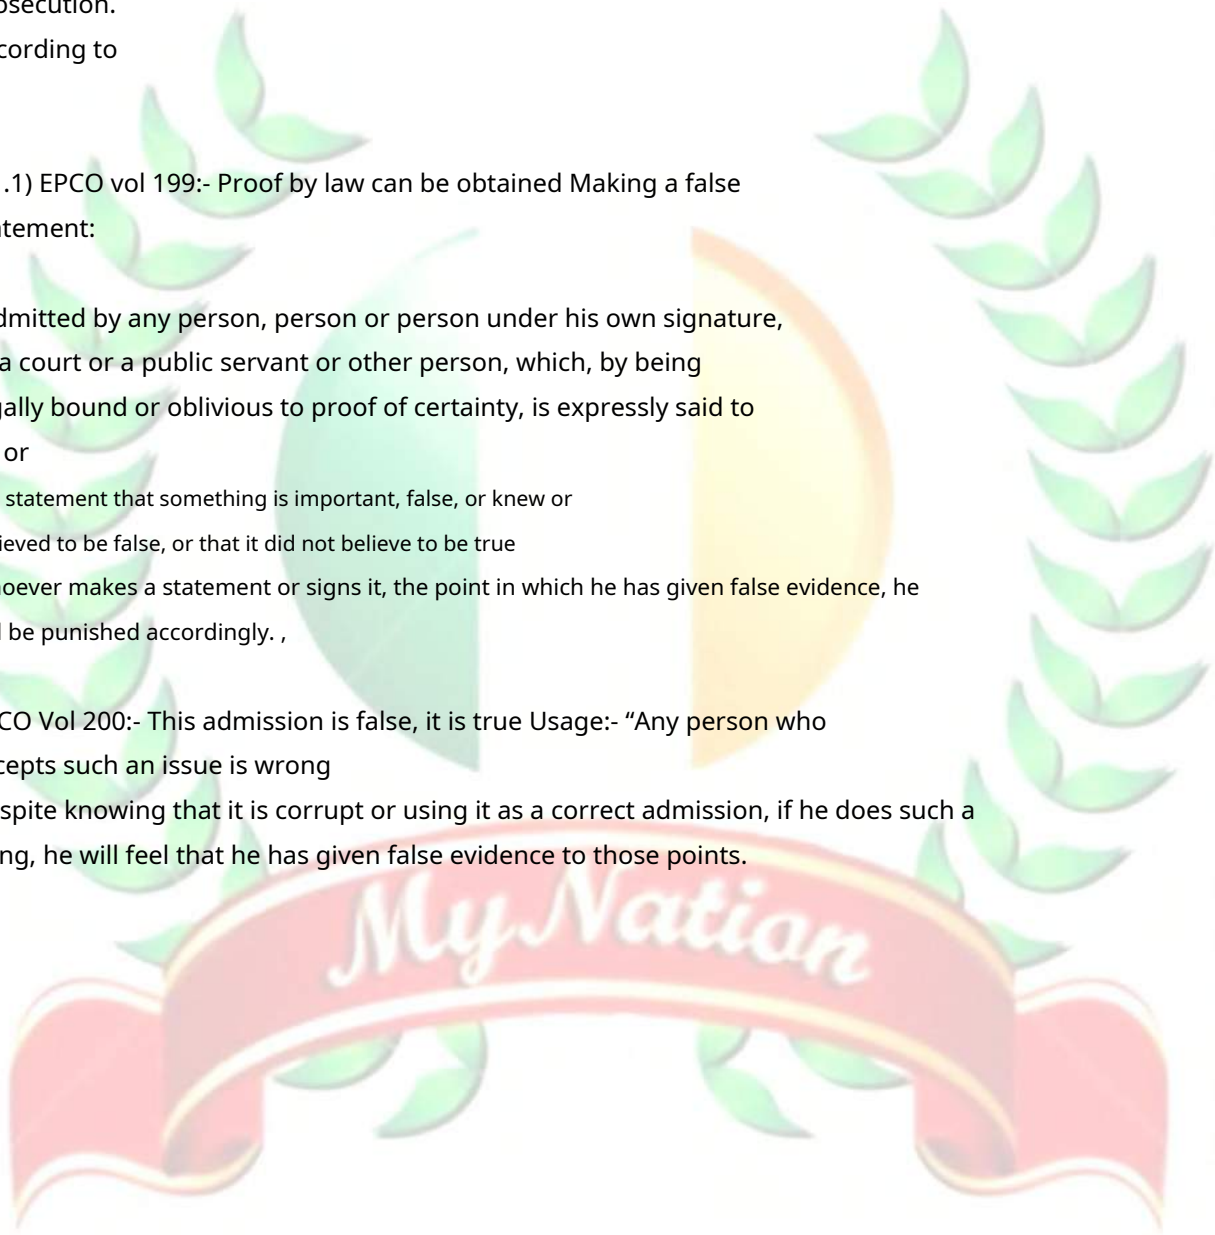 osecution.
cording to
.1) EPCO vol 199:- Proof by law can be obtained Making a false
atement:
dmitted by any person, person or person under his own signature,
a court or a public servant or other person, which, by being
gally bound or oblivious to proof of certainty, is expressly said to
or
statement that something is important, false, or knew or
ieved to be false, or that it did not believe to be true
hoever makes a statement or signs it, the point in which he has given false evidence, he
l be punished accordingly. ,
CO Vol 200:- This admission is false, it is true Usage:- “Any person who
cepts such an issue is wrong
spite knowing that it is corrupt or using it as a correct admission, if he does such a
ng, he will feel that he has given false evidence to those points.
MyNation